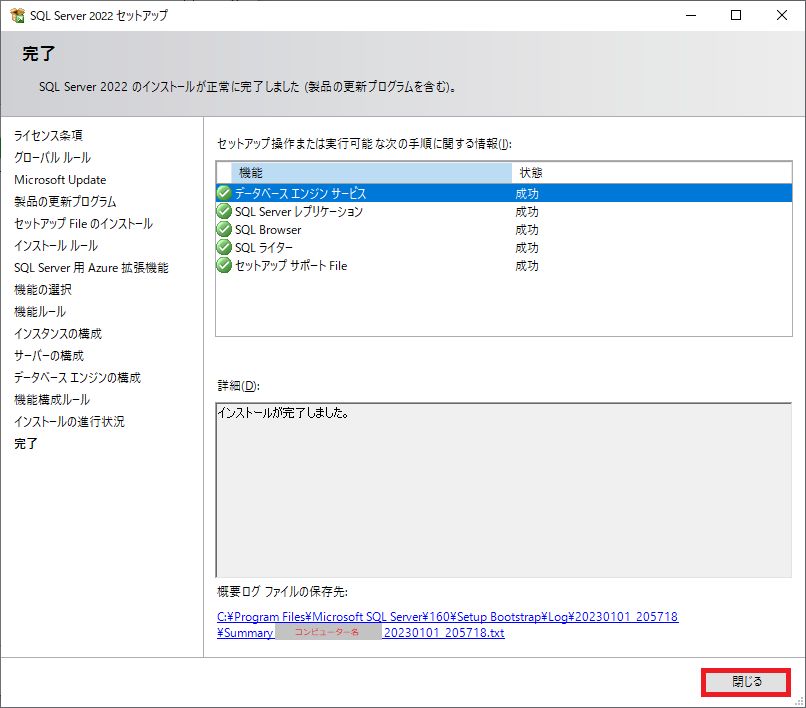 SQL Server 2022 セットアップ
完了
SQL Server 2022 のインストールが正常に完了しました (製品の更新プログラムを含む)。
ライセンス条項
グローバル ルール
Microsoft Update
製品の更新プログラム
セットアップ File のインストール
インストール ルール
SQL Server 用 Azure 拡張機能
機能の選択
機能ルール
インスタンスの構成
サーバーの構成
データベース エンジンの構成
機能構成ルール
インストールの進行状況
完了
セットアップ操作または実行可能な次の手順に関する情報(I):
機能 状態
データベース エンジン サービス 成功
SQL Server レプリケーション 成功
SQL Browser 成功
SQL ライター 成功
セットアップ サポート File 成功
詳細(D):
インストールが完了しました。
概要ログ ファイルの保存先:
C:¥Program Files¥Microsoft SQL Server¥160¥Setup Bootstrap¥Log¥20230101_205718
¥Summary_コンピューター名_20230101_205718.txt
閉じる